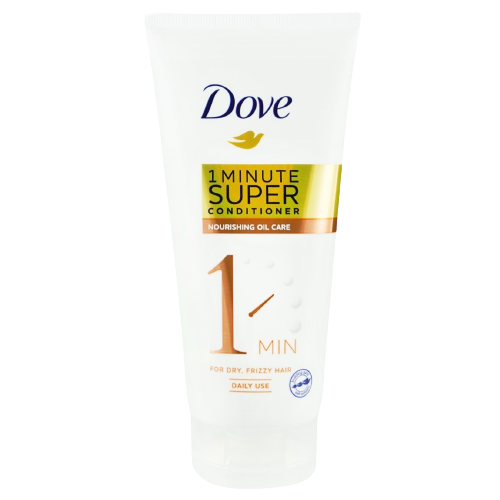 Dove
1 MINUTE
SUPER
CONDITIONER
NOURISHING OIL CARE
1 MIN
FOR DRY, FRIZZY HAIR
DAILY USE